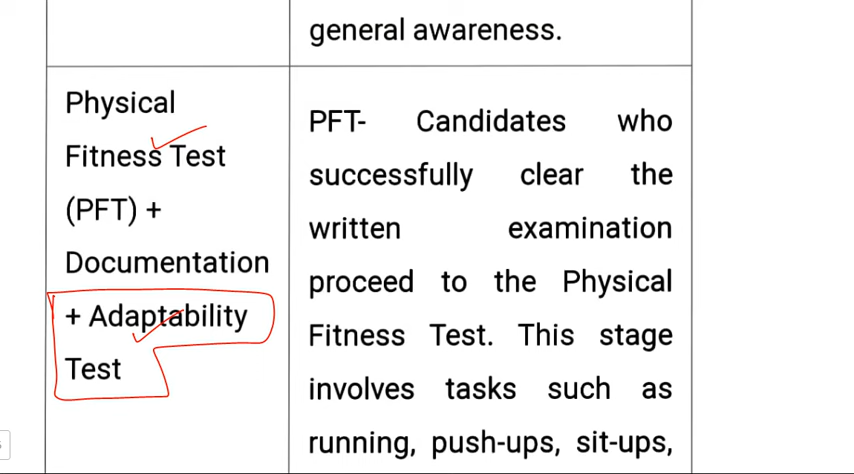 general awareness.
Physical
Fitness Test
(PFT) +
Documentation
+ Adaptability
Test
PFT- Candidates who
successfully clear the
written examination
proceed to the Physical
Fitness Test. This stage
involves tasks such as
running, push-ups, sit-ups,